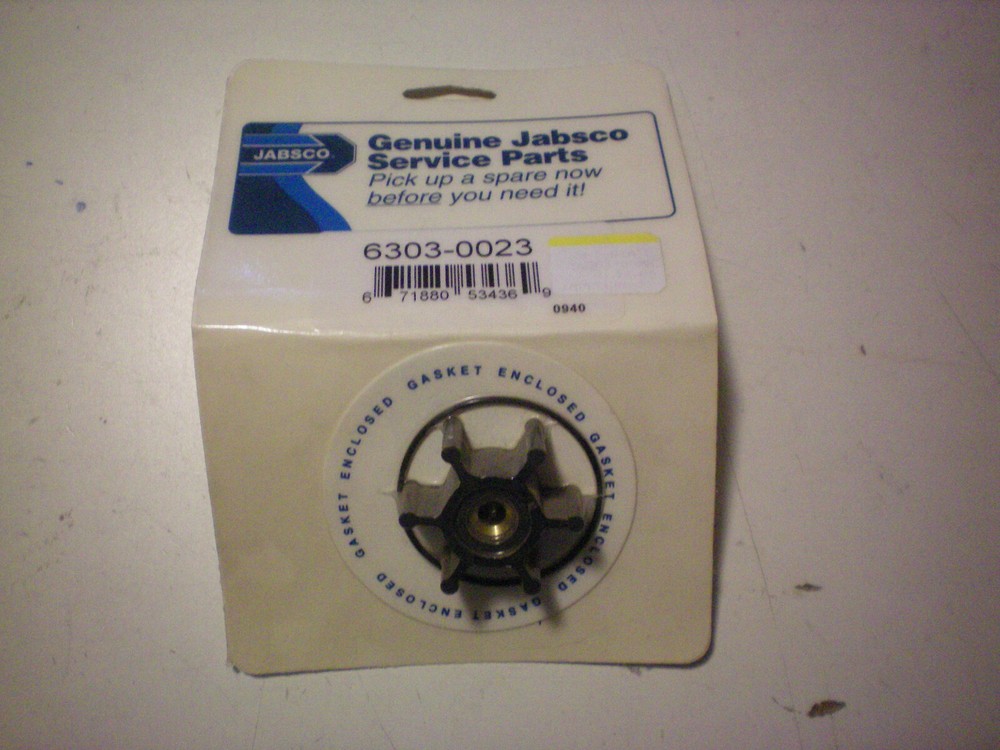 JABSCO
Genuine Jabsco
Service Parts
Pick up a spare now
before you need it!
6303-0023
6 71880 53436 9
0940
GASKET ENCLOSED GASKET ENCLOSED GASKET ENCLOSED GASKET ENCLOSED